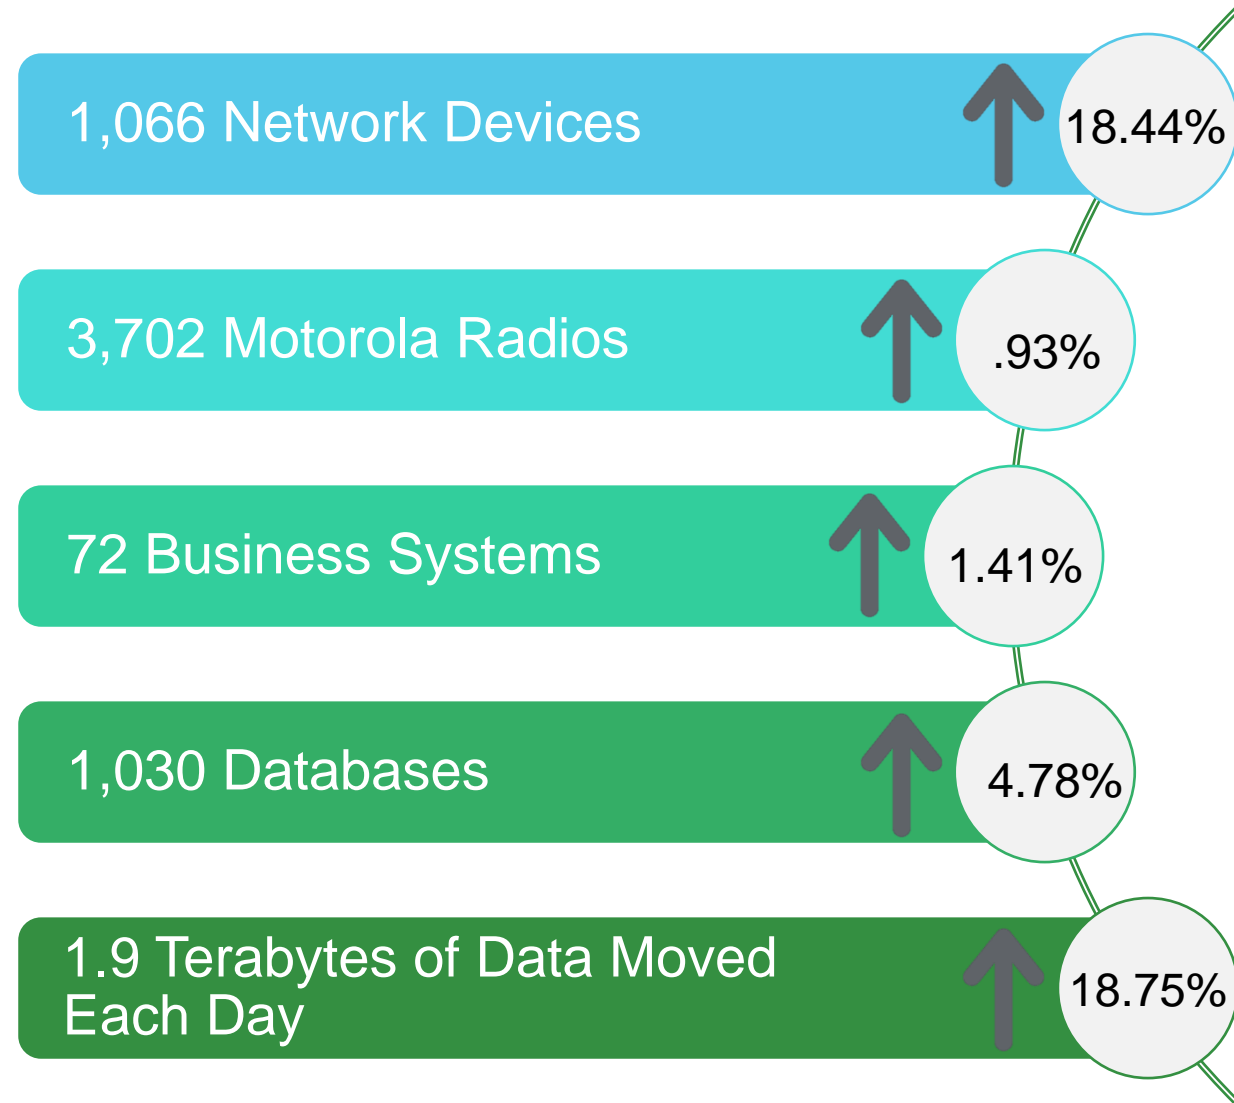 1,066 Network Devices
18.44%
3,702 Motorola Radios
.93%
72 Business Systems
1.41%
1,030 Databases
4.78%
1.9 Terabytes of Data Moved
Each Day
18.75%